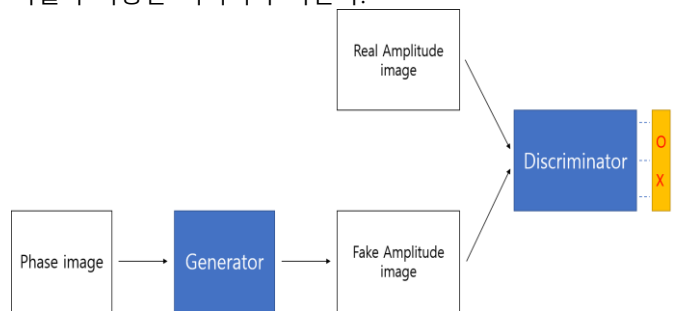 Real Amplitude
image
Discriminator
O
X
Phase image
Generator
Fake Amplitude
image